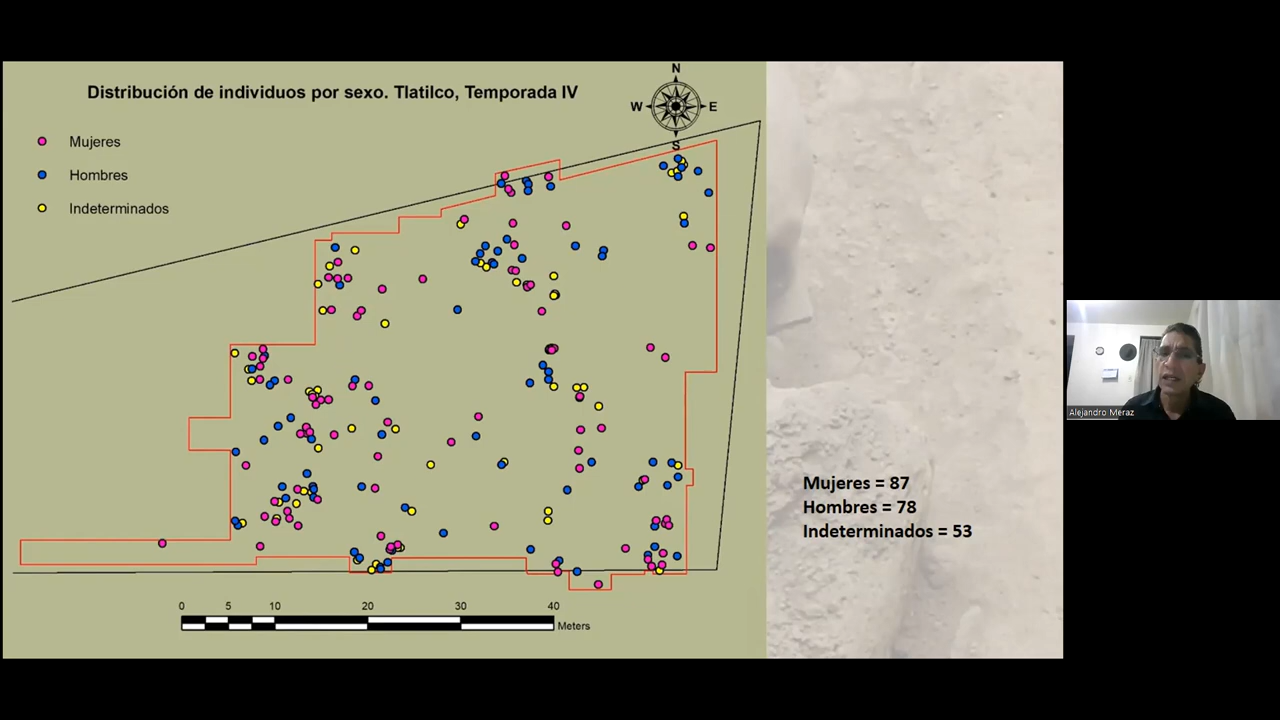 Distribución de individuos por sexo. Tlatilco, Temporada IV
N
W E
S
Mujeres
Hombres
Indeterminados
Mujeres = 87
Hombres = 78
Indeterminados = 53
0 5 10 20 30 40
Meters
Alejandro Meraz